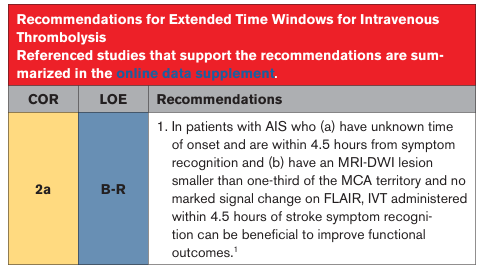 Recommendations for Extended Time Windows for Intravenous
Thrombolysis
Referenced studies that support the recommendations are sum-
marized in the online data supplement.
COR LOE Recommendations
2a B-R
1. In patients with AIS who (a) have unknown time
of onset and are within 4.5 hours from symptom
recognition and (b) have an MRI-DWI lesion
smaller than one-third of the MCA territory and no
marked signal change on FLAIR, IVT administered
within 4.5 hours of stroke symptom recogni-
tion can be beneficial to improve functional
outcomes.¹